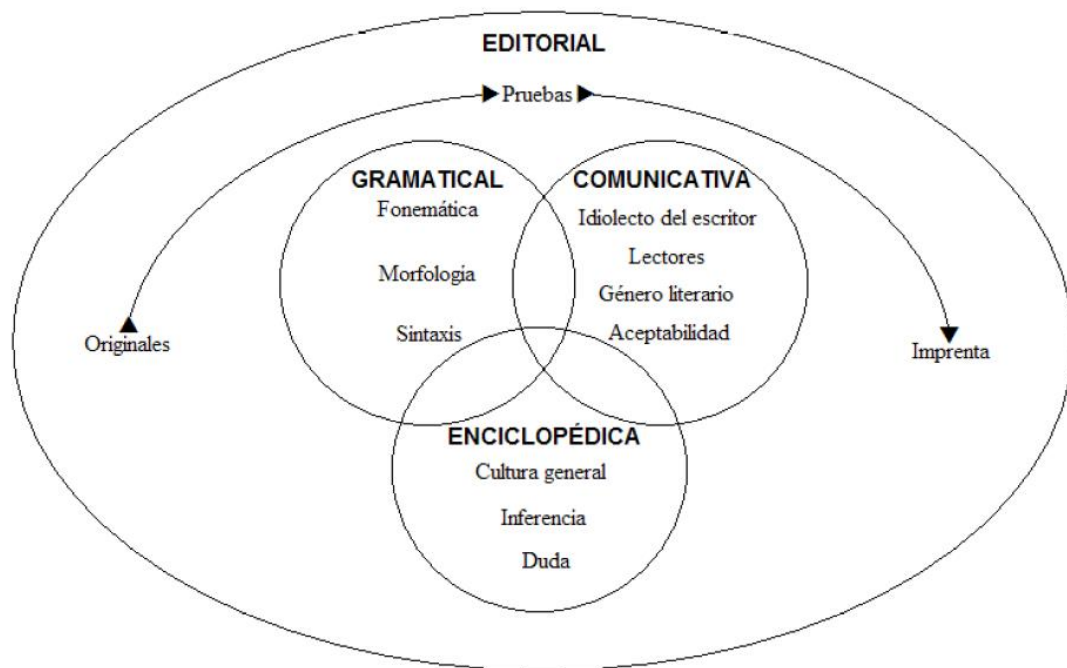 EDITORIAL
Pruebas
GRAMATICAL
Fonemática
Morfología
Sintaxis
COMUNICATIVA
Idiolecto del escritor
Lectores
Género literario
Aceptabilidad
Originales
Imprenta
ENCICLOPÉDICA
Cultura general
Inferencia
Duda